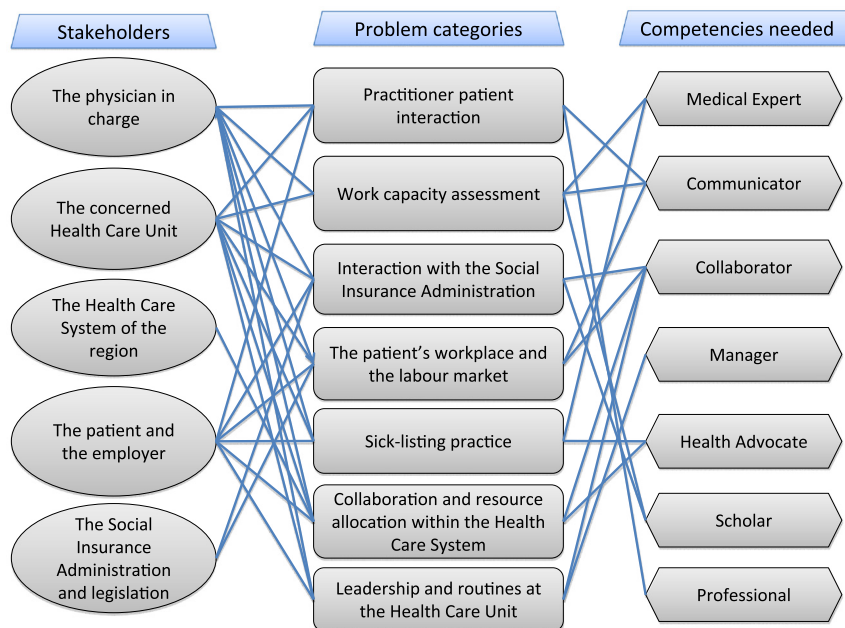 Stakeholders
Problem categories
Competencies needed
The physician in
charge
The concerned
Health Care Unit
The Health Care
System of the
region
The patient and
the employer
The Social
Insurance
Administration
and legislation
Practitioner patient
interaction
Work capacity assessment
Interaction with the Social
Insurance Administration
The patient’s workplace and
the labour market
Sick-listing practice
Collaboration and resource
allocation within the Health
Care System
Leadership and routines at
the Health Care Unit
Medical Expert
Communicator
Collaborator
Manager
Health Advocate
Scholar
Professional